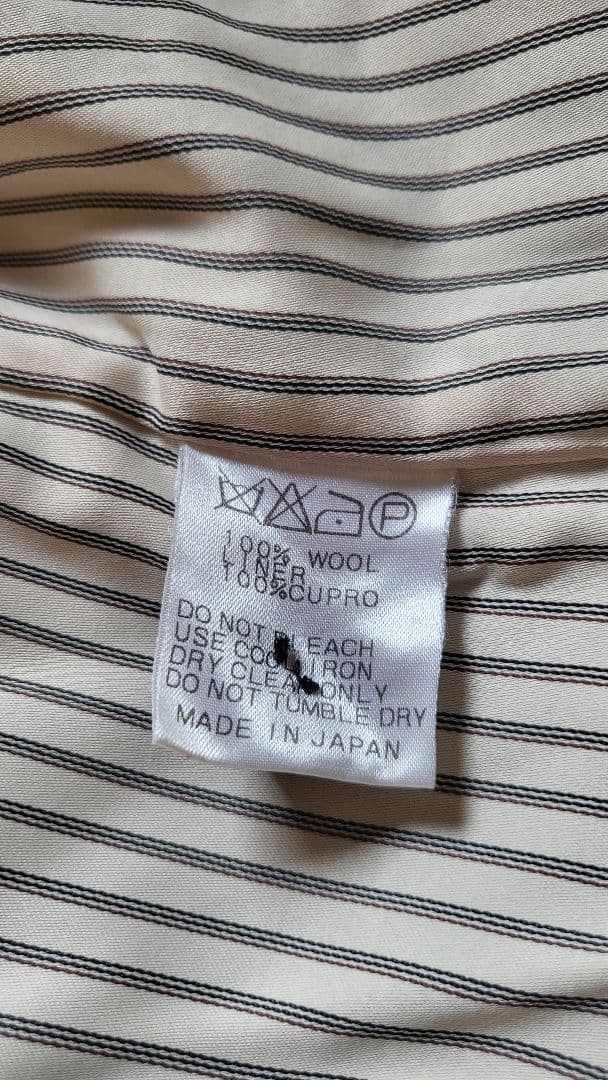 P
100% WOOL
LINER
100% CUPRO
DO NOT BLEACH
USE COOL IRON
DRY CLEAN ONLY
DO NOT TUMBLE DRY
MADE IN JAPAN